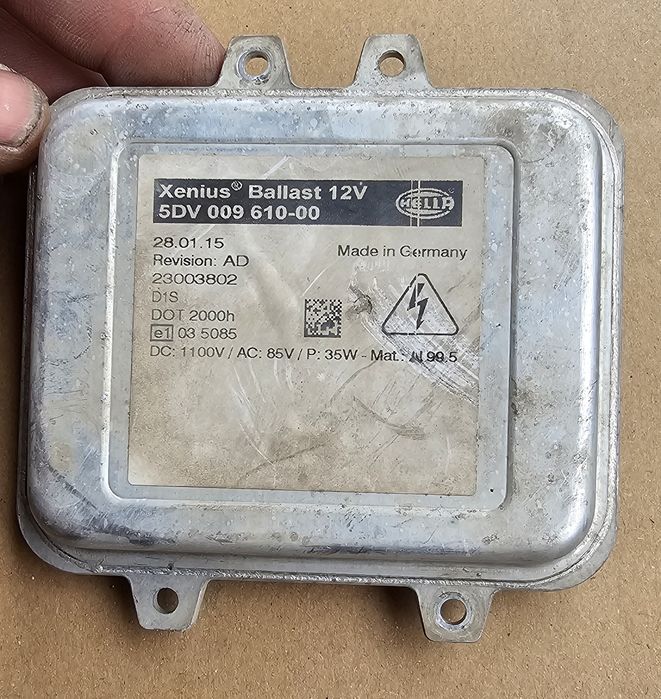 Xenius® Ballast 12V
5DV 009 610-00
HELLA
28.01.15
Made in Germany
Revision: AD
23003802
D1S
DOT 2000h
e1 03 5085
DC: 1100V / AC: 85V / P: 35W - Mat.: Al 99.5